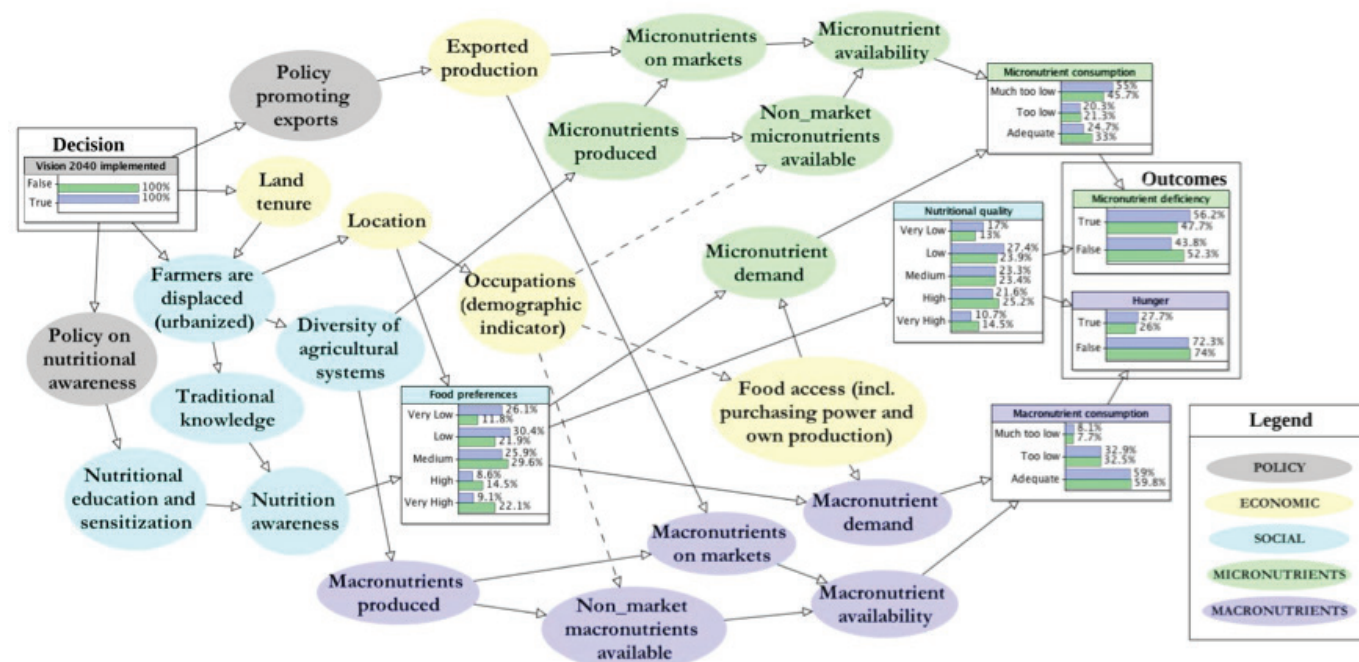 Decision
Vision 2040 implemented
False 100%
True 100%
Policy
promoting
exports
Exported
production
Micronutrients
on markets
Micronutrient
availability
Micronutrients
produced
Non_market
micronutrients
available
Micronutrient consumption
Much too low 55%
45.7%
Too low 20.3%
21.3%
Adequate 24.7%
33%
Land
tenure
Location
Farmers are
displaced
(urbanized)
Occupations
(demographic
indicator)
Micronutrient
demand
Nutritional quality
Very Low 17%
13%
Low 27.4%
23.9%
Medium 23.3%
23.4%
High 21.6%
25.2%
Very High 10.7%
14.5%
Outcomes
Micronutrient deficiency
True 56.2%
47.7%
False 43.8%
52.3%
Hunger
True 27.7%
26%
False 72.3%
74%
Policy on
nutritional
awareness
Diversity of
agricultural
systems
Traditional
knowledge
Food preferences
Very Low 26.1%
11.8%
Low 30.4%
21.9%
Medium 25.9%
29.6%
High 8.6%
14.5%
Very High 9.1%
22.1%
Food access (incl.
purchasing power and
own production)
Macronutrient consumption
Much too low 8.1%
7.7%
Too low 32.9%
32.5%
Adequate 59%
59.8%
Nutritional
education and
sensitization
Nutrition
awareness
Macronutrient
demand
Macronutrients
on markets
Macronutrients
produced
Non_market
macronutrients
available
Macronutrient
availability
Legend
POLICY
ECONOMIC
SOCIAL
MICRONUTRIENTS
MACRONUTRIENTS